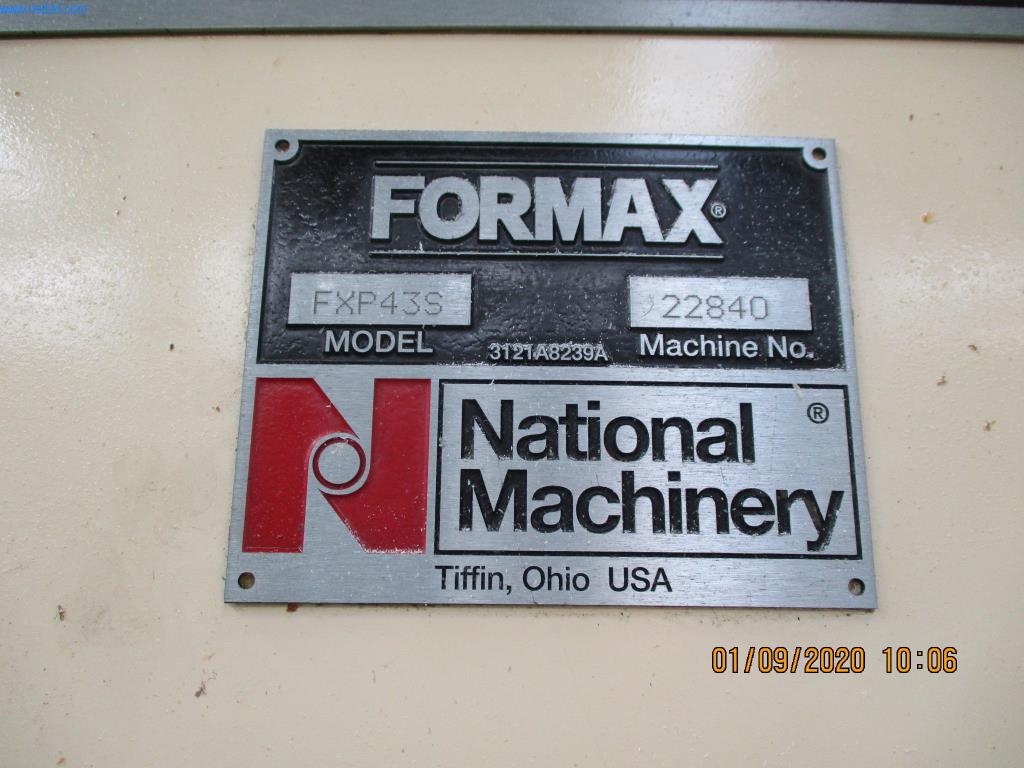 FORMAX®
FXP43S
22840
MODEL
3121A8239A
Machine No.
National ®
Machinery
Tiffin, Ohio USA
01/09/2020 10:06